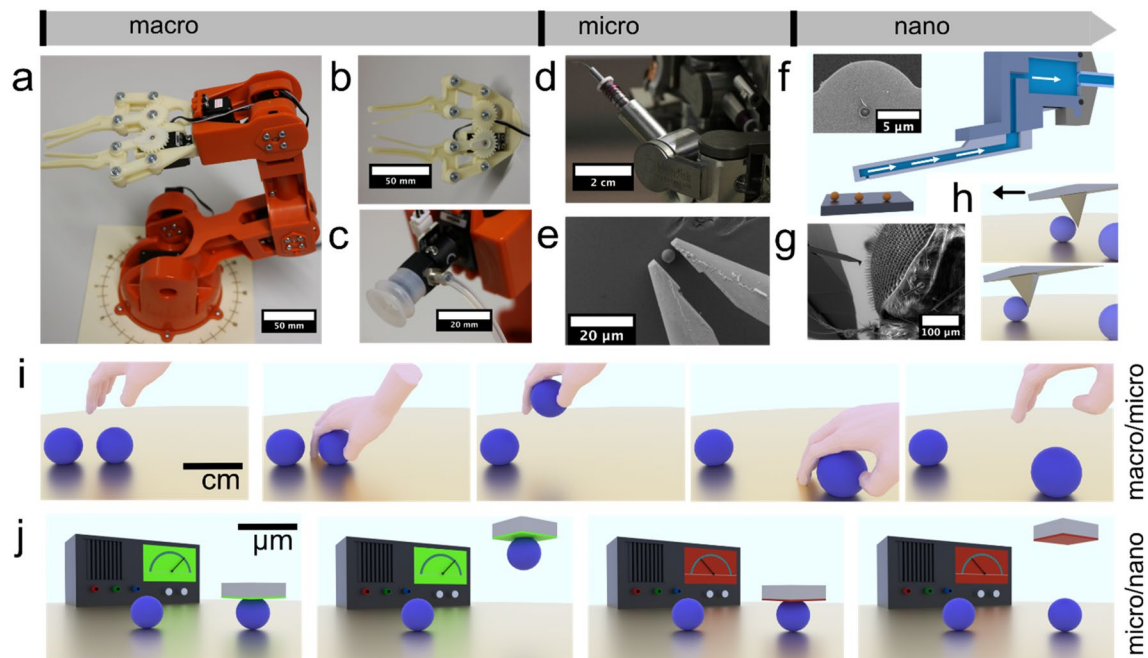 macro
micro
nano
a
b
d
f
5 µm
50 mm
2 cm
h
c
e
g
50 mm
20 mm
20 µm
100 µm
i
cm
macro/micro
j
µm
micro/nano